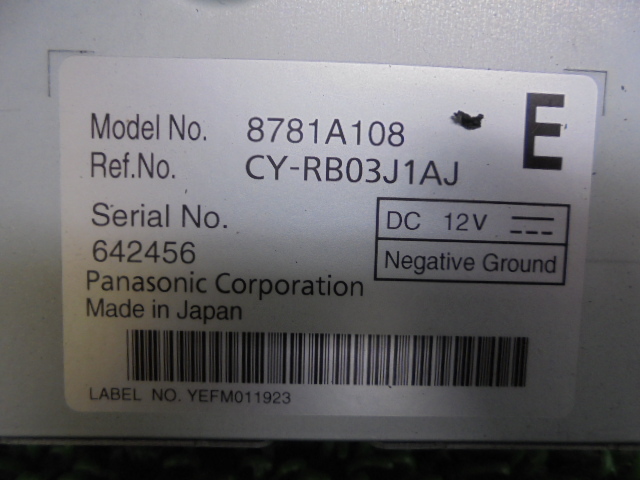 Model No. 8781A108
E
Ref.No. CY-RB03J1AJ
Serial No.
642456
DC 12V
Negative Ground
Panasonic Corporation
Made in Japan
LABEL NO. YEFM011923